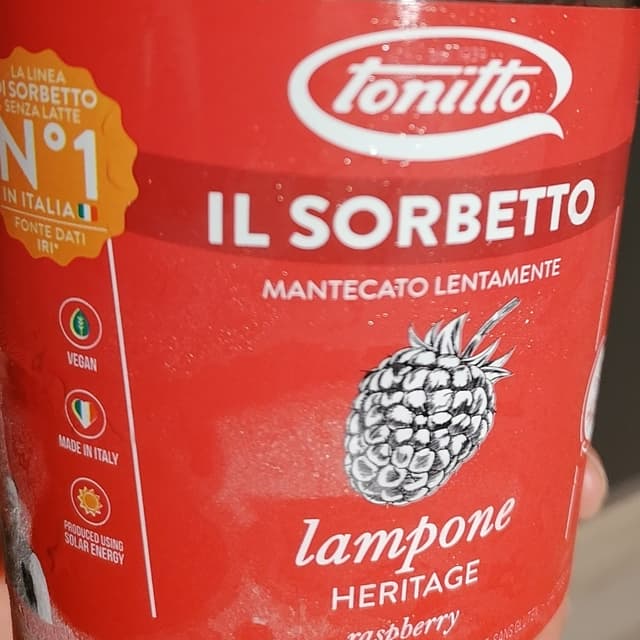 tonitto
LA LINEA
DI SORBETTO
SENZA LATTE
N°1
IN ITALIA
FONTE DATI
IRI*
IL SORBETTO
MANTECATO LENTAMENTE
VEGAN
MADE IN ITALY
PRODUCED USING
SOLAR ENERGY
lampone
HERITAGE
raspberry